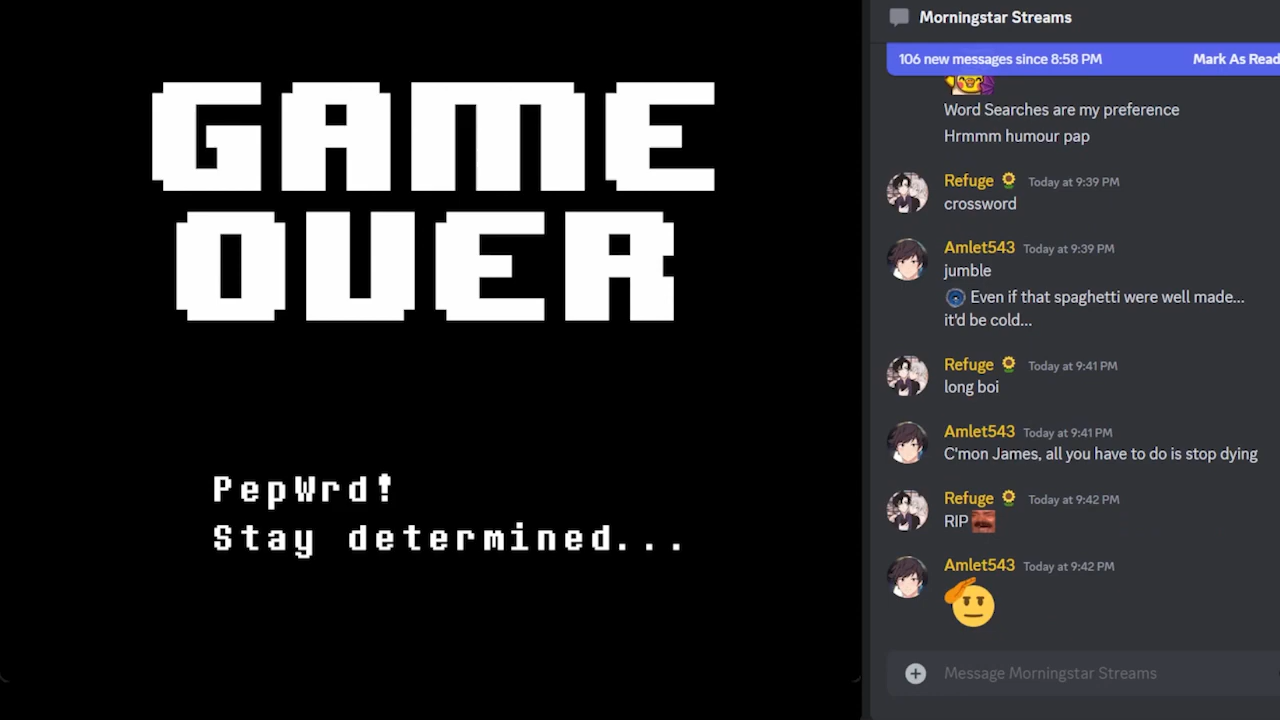 GAME
OVER
PepWrd!
Stay determined...
Morningstar Streams
106 new messages since 8:58 PM Mark As Read
Word Searches are my preference
Hrmmm humour pap
Refuge Today at 9:39 PM
crossword
Amlet543 Today at 9:39 PM
jumble
Even if that spaghetti were well made...
it'd be cold...
Refuge Today at 9:41 PM
long boi
Amlet543 Today at 9:41 PM
C'mon James, all you have to do is stop dying
Refuge Today at 9:42 PM
RIP
Amlet543 Today at 9:42 PM
Message Morningstar Streams